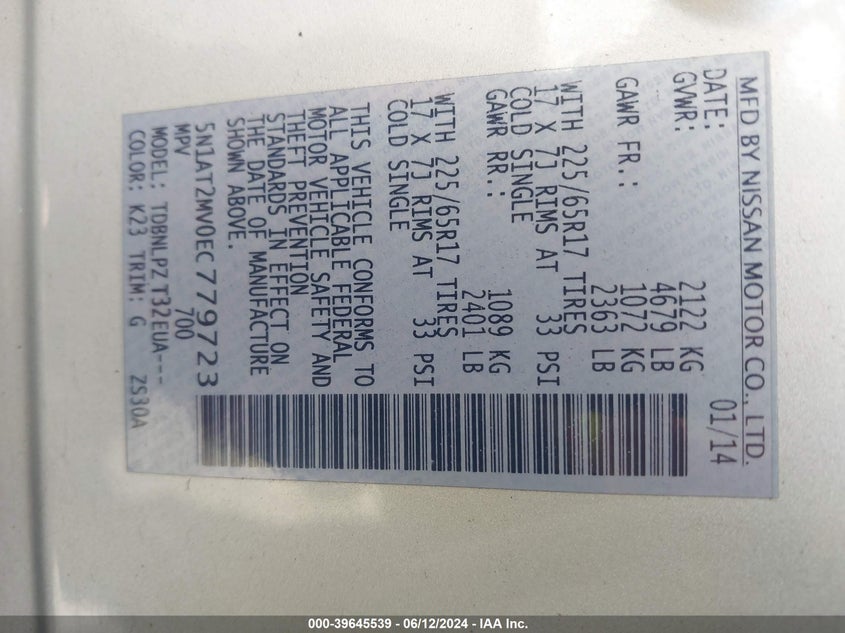 MFD BY NISSAN MOTOR CO., LTD.
DATE: 01/14
GVWR: 2122 KG
4679 LB
GAWR FR.: 1072 KG
2363 LB
WITH 225/65R17 TIRES
17 X 7J RIMS AT 33 PSI
COLD SINGLE
GAWR RR.: 1089 KG
2401 LB
WITH 225/65R17 TIRES
17 X 7J RIMS AT 33 PSI
COLD SINGLE
THIS VEHICLE CONFORMS TO
ALL APPLICABLE FEDERAL
MOTOR VEHICLE SAFETY AND
THEFT PREVENTION
STANDARDS IN EFFECT ON
THE DATE OF MANUFACTURE
SHOWN ABOVE.
5N1AT2MV0EC779723
MPV 700
MODEL: TDBNLPZ T32EUA---
COLOR: K23 TRIM: G 2S30A
000-39645539 - 06/12/2024 - IAA Inc.